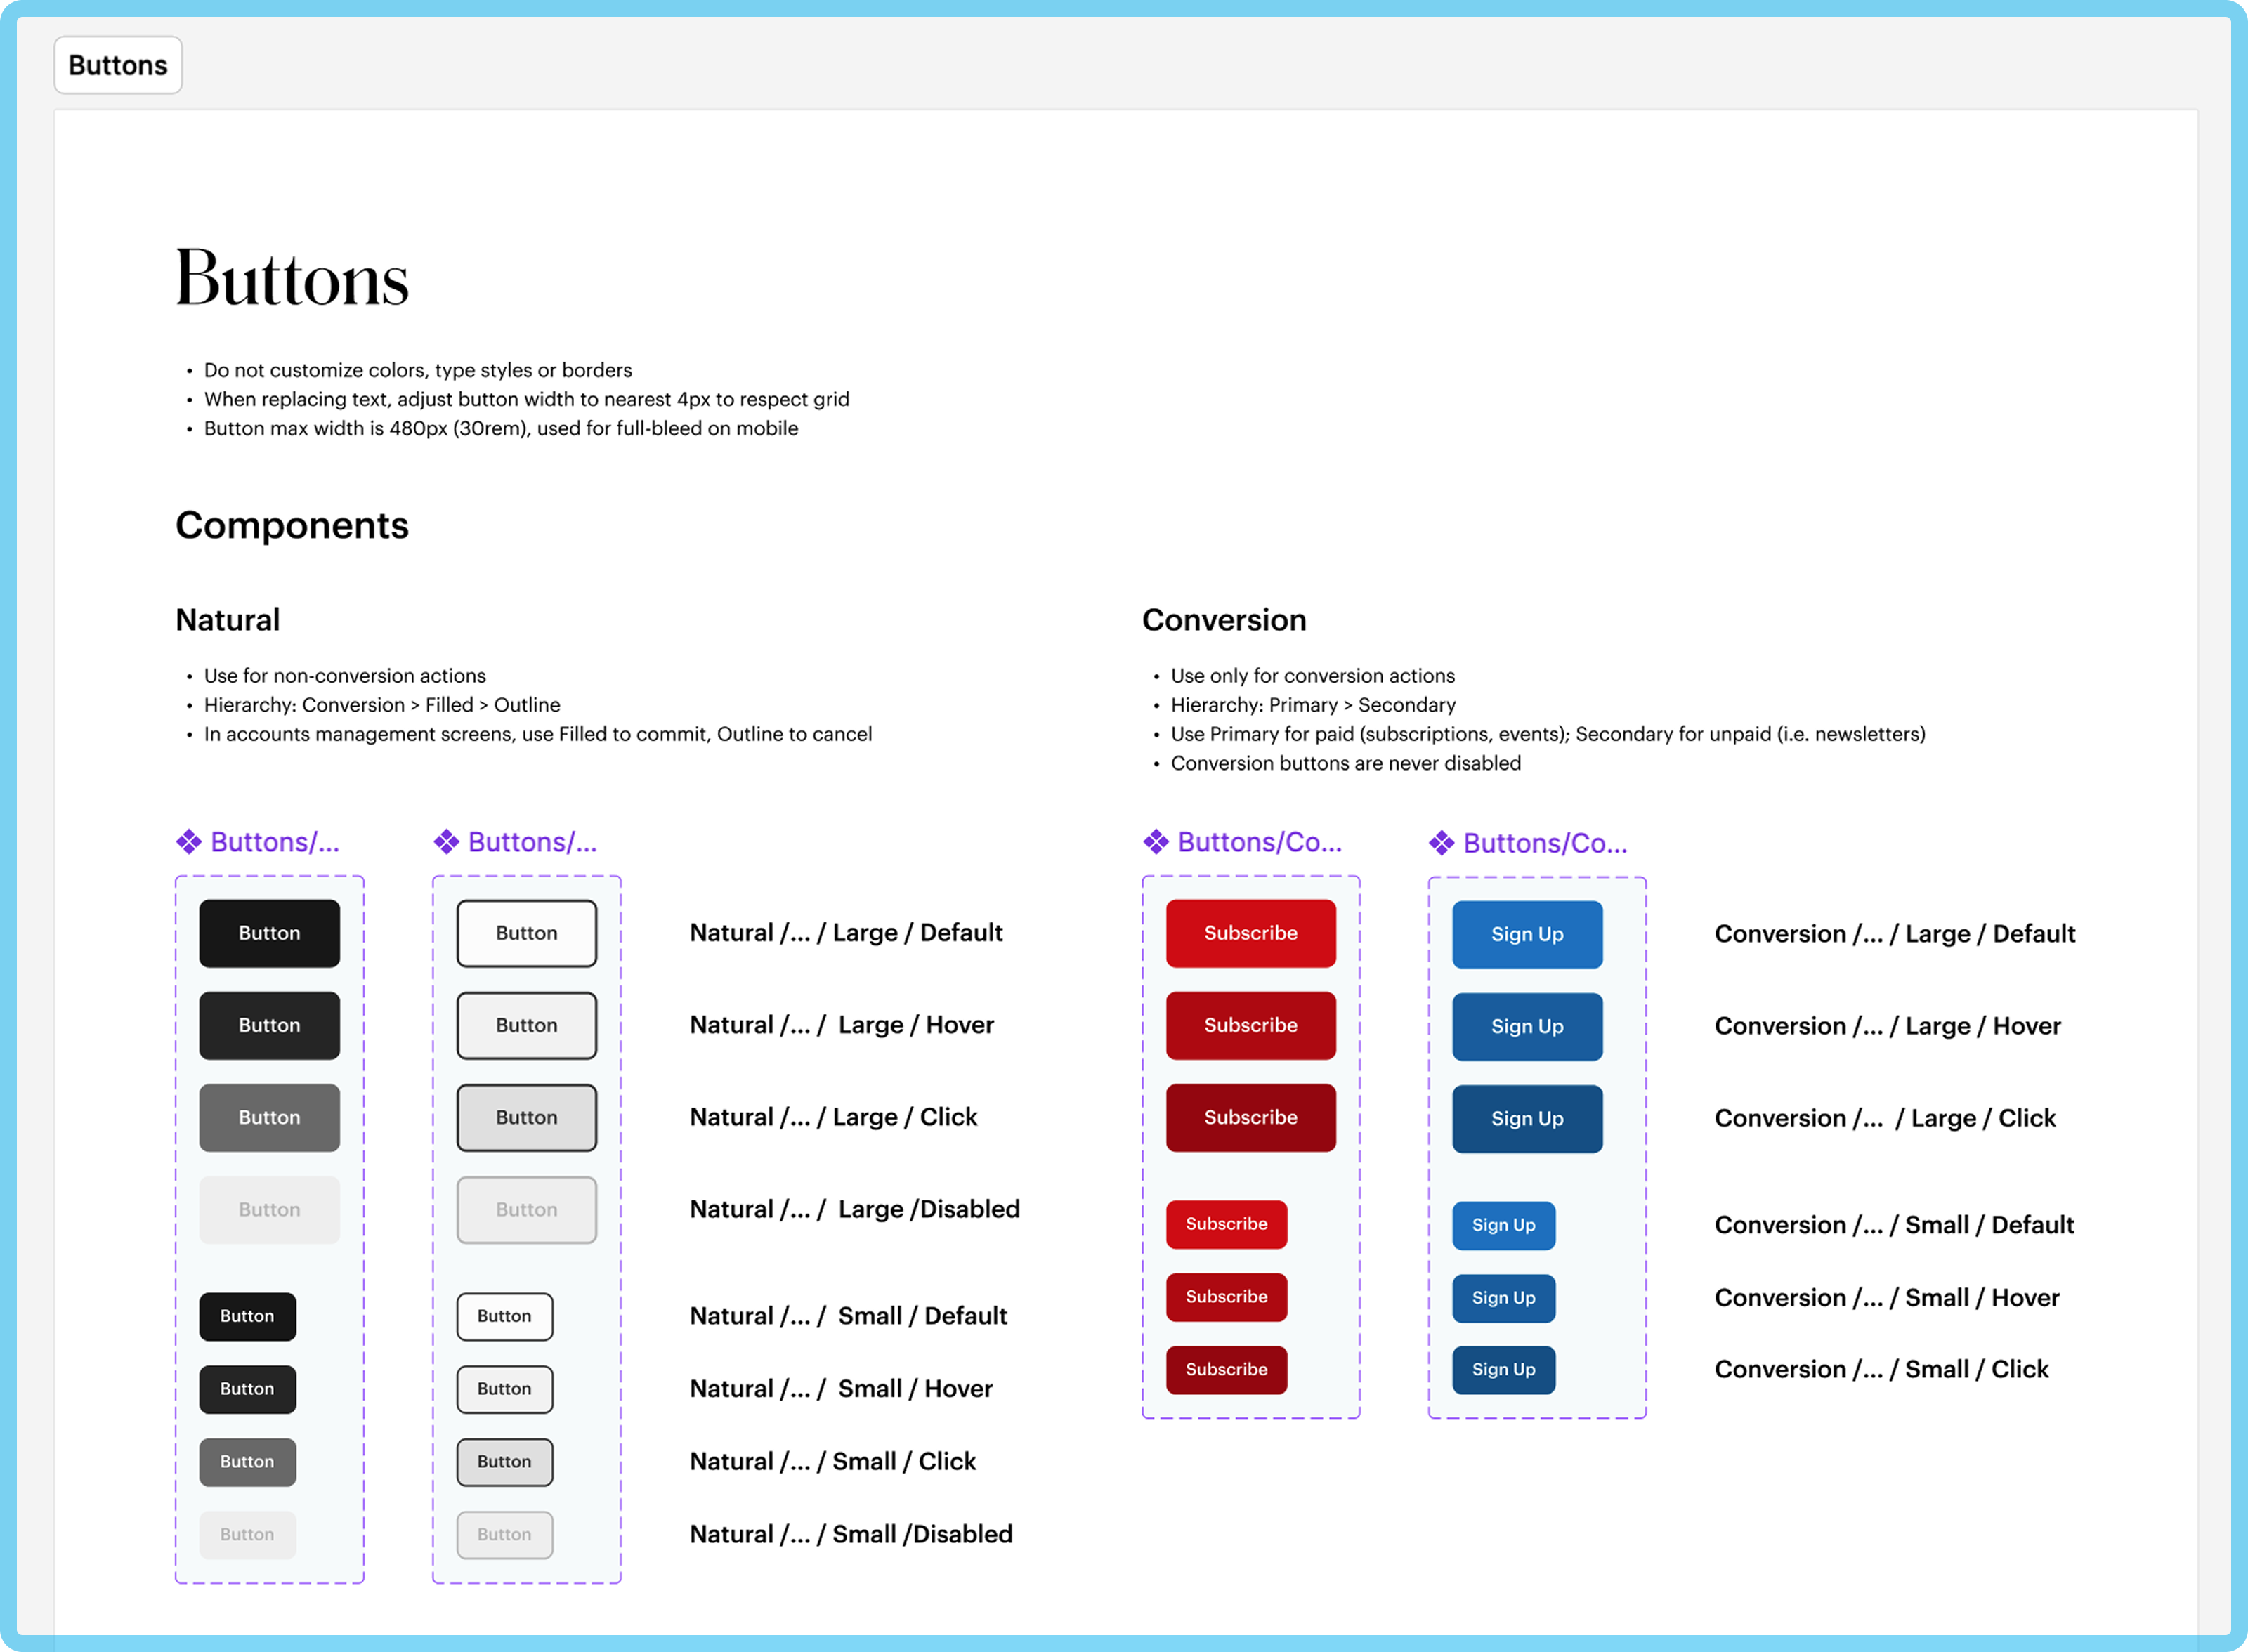 Buttons
Buttons
• Do not customize colors, type styles or borders
• When replacing text, adjust button width to nearest 4px to respect grid
• Button max width is 480px (30rem), used for full-bleed on mobile
Components
Natural
• Use for non-conversion actions
• Hierarchy: Conversion > Filled > Outline
• In accounts management screens, use Filled to commit, Outline to cancel
Buttons/...
Buttons/...
Button
Button
Natural /... / Large / Default
Button
Button
Natural /... / Large / Hover
Button
Button
Natural /... / Large / Click
Button
Button
Natural /... / Large /Disabled
Button
Button
Natural /... / Small / Default
Button
Button
Natural /... / Small / Hover
Button
Button
Natural /... / Small / Click
Button
Button
Natural /... / Small /Disabled
Conversion
• Use only for conversion actions
• Hierarchy: Primary > Secondary
• Use Primary for paid (subscriptions, events); Secondary for unpaid (i.e. newsletters)
• Conversion buttons are never disabled
Buttons/Co...
Buttons/Co...
Subscribe
Sign Up
Conversion /... / Large / Default
Subscribe
Sign Up
Conversion /... / Large / Hover
Subscribe
Sign Up
Conversion /... / Large / Click
Subscribe
Sign Up
Conversion /... / Small / Default
Subscribe
Sign Up
Conversion /... / Small / Hover
Subscribe
Sign Up
Conversion /... / Small / Click